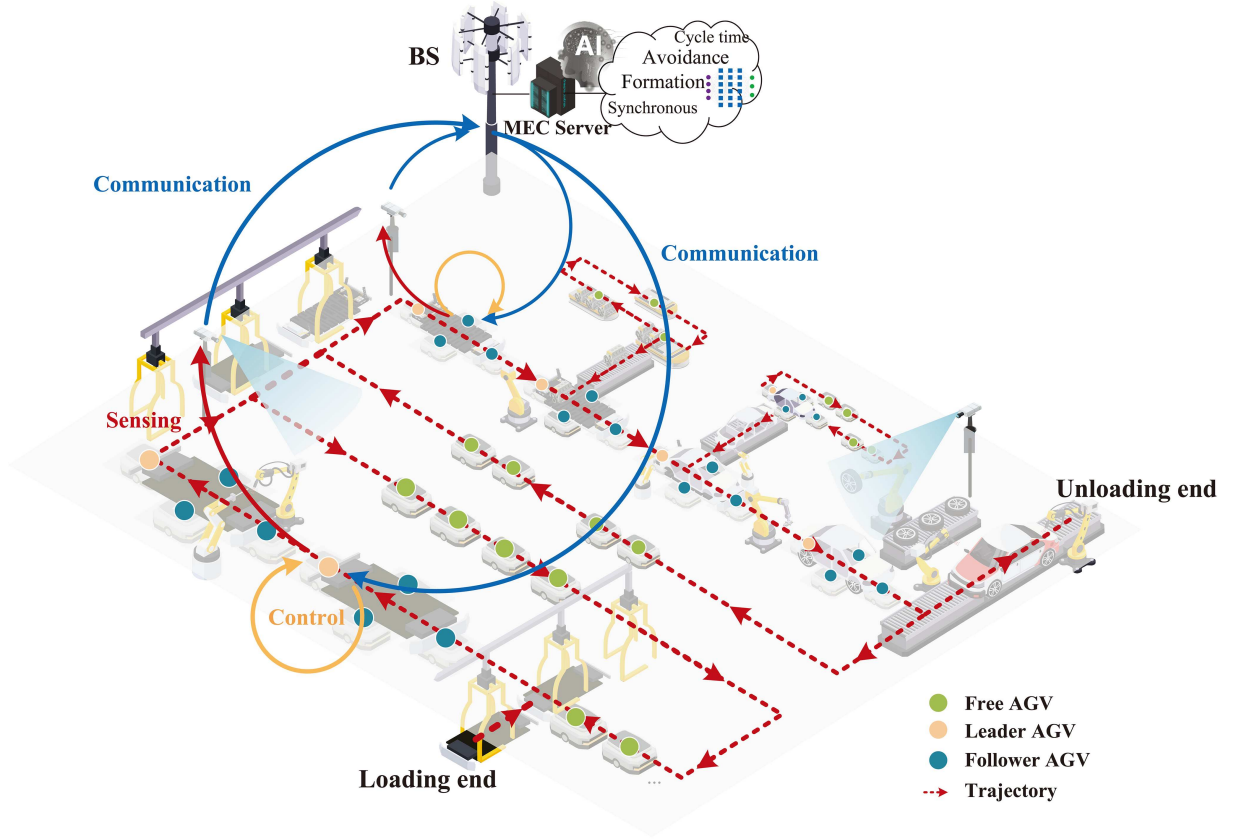 BS
AI
Cycle time
Avoidance
Formation
Synchronous
MEC Server
Communication
Communication
Sensing
Unloading end
Control
Loading end
...
Free AGV
Leader AGV
Follower AGV
Trajectory